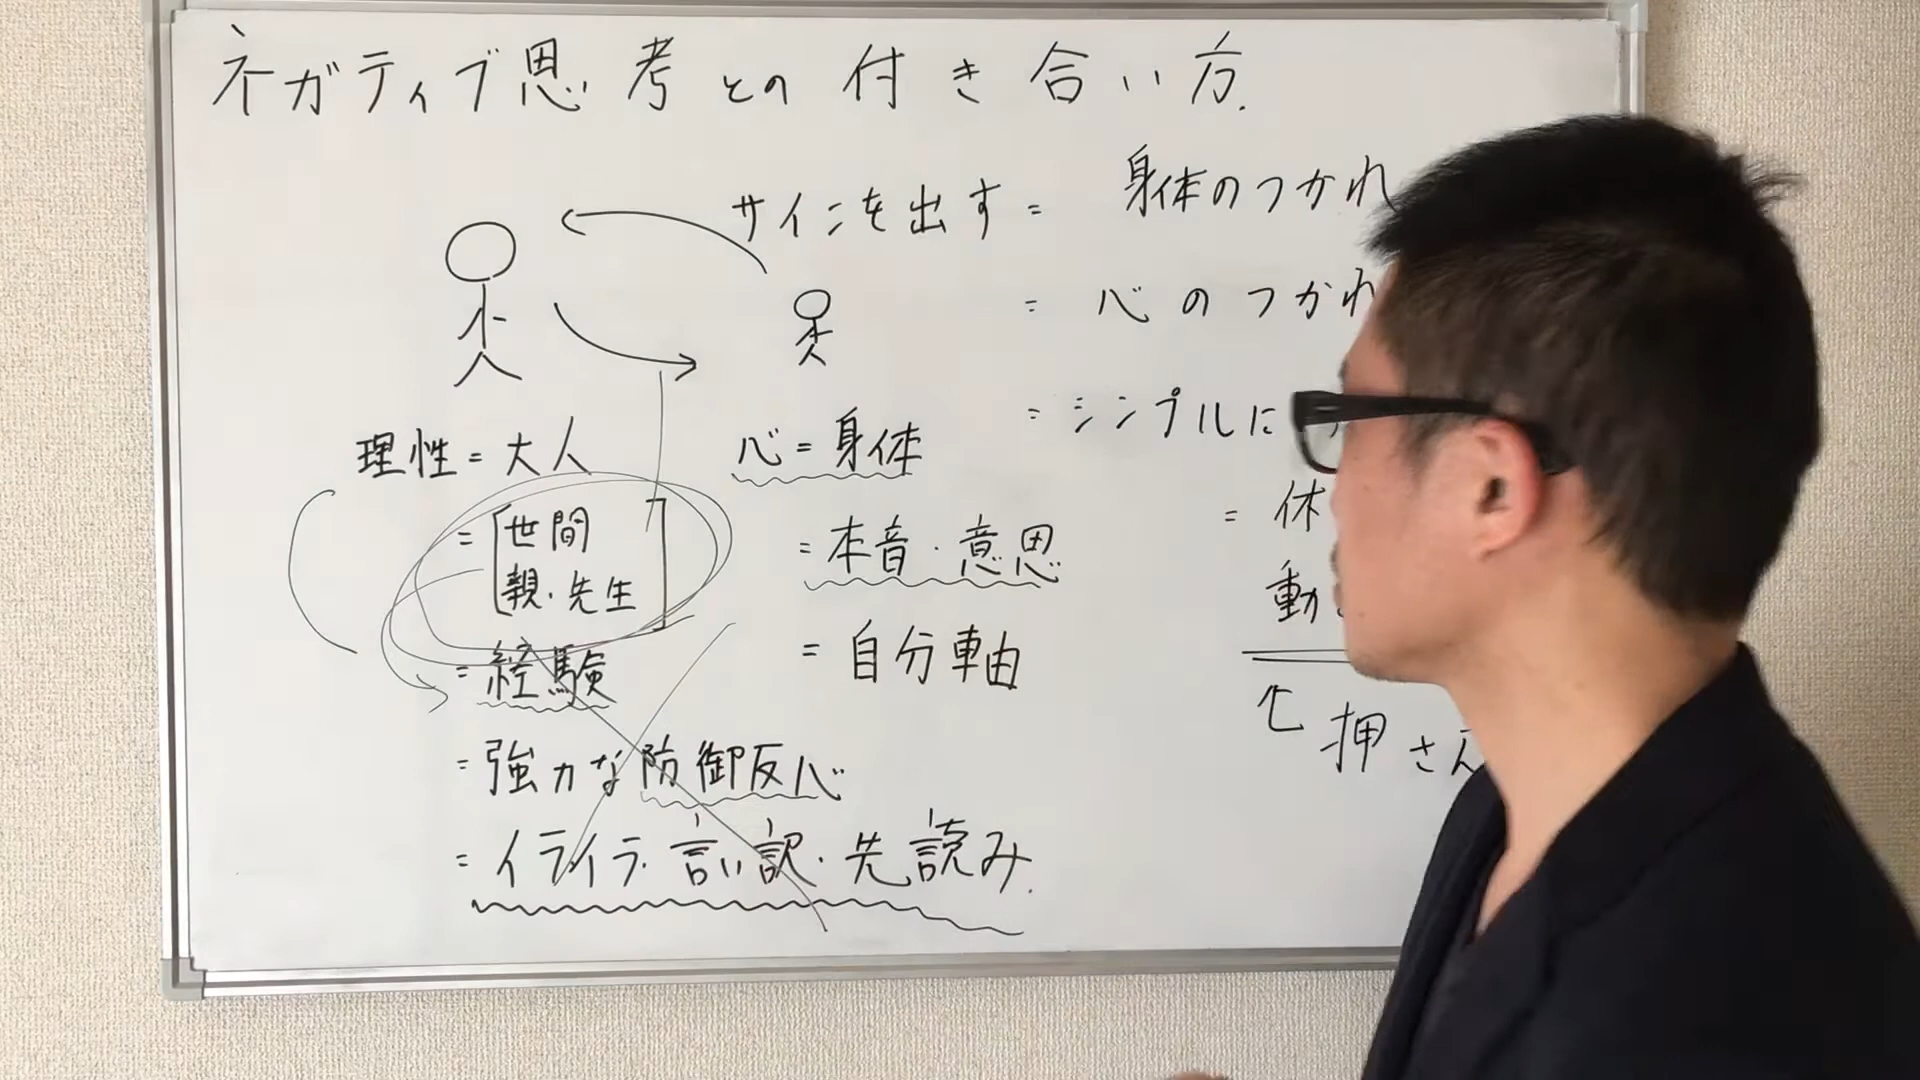 ネガティブ思考との付き合い方.
サインを出す = 身体のつかれ
= 心のつかれ
= シンプルに
= 休
動
押さ
理性 = 大人
= [世間
親・先生]
= 経験
= 強力な防御反心
= イライラ・言い訳・先読み.
心 = 身体
= 本音・意思
= 自分軸